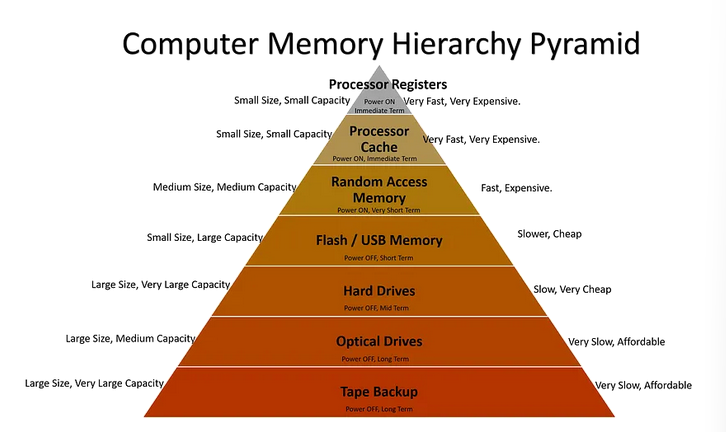 Computer Memory Hierarchy Pyramid
Processor Registers
Small Size, Small Capacity
Power ON
Immediate Term
Very Fast, Very Expensive.
Small Size, Small Capacity
Processor
Cache
Power ON, Immediate Term
Very Fast, Very Expensive.
Medium Size, Medium Capacity
Random Access
Memory
Power ON, Very Short Term
Fast, Expensive.
Small Size, Large Capacity
Flash / USB Memory
Power OFF, Short Term
Slower, Cheap
Large Size, Very Large Capacity
Hard Drives
Power OFF, Mid Term
Slow, Very Cheap
Large Size, Medium Capacity
Optical Drives
Power OFF, Long Term
Very Slow, Affordable
Large Size, Very Large Capacity
Tape Backup
Power OFF, Long Term
Very Slow, Affordable